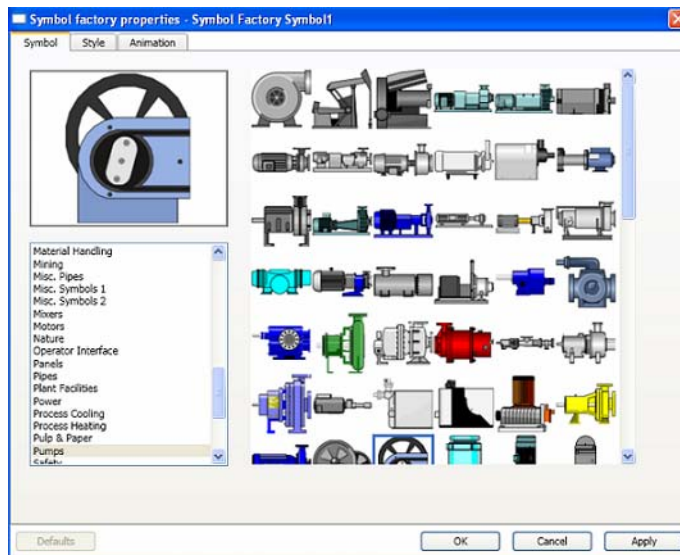 Symbol factory properties - Symbol Factory Symbol1
Symbol
Style
Animation
Material Handling
Mining
Misc. Pipes
Misc. Symbols 1
Misc. Symbols 2
Mixers
Motors
Nature
Operator Interface
Panels
Pipes
Plant Facilities
Power
Process Cooling
Process Heating
Pulp & Paper
Pumps
Safety
Defaults
OK
Cancel
Apply